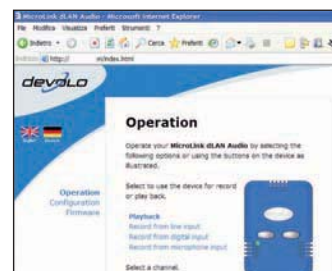 MicroLink dLAN Audio - Microsoft Internet Explorer
File Modifica Visualizza Preferiti Strumenti ?
Indietro Cerca Preferiti
http:// m/index.html
devolo
Operation
Operate your MicroLink dLAN Audio by selecting the
following options or using the buttons on the device as
illustrated.
Select to use the device for record
or play back.
Operation
Configuration
Firmware
Playback
Record from line input
Record from digital input
Record from microphone input
Select a channel.